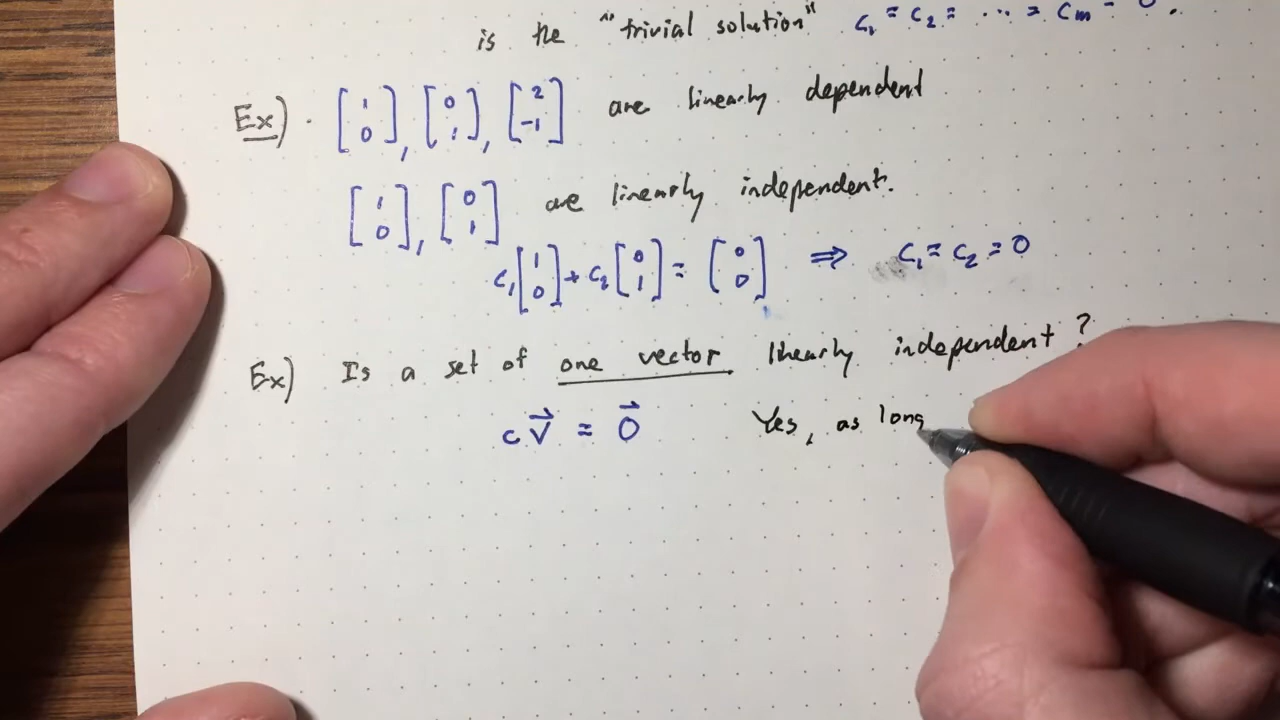 is the "trivial solution" c₁ = c₂ = ... = cₘ = 0.
Ex) · [1 0], [0 1], [2 -1] are linearly dependent
[1 0], [0 1] are linearly independent.
c₁[1 0] + c₂[0 1] = [0 0] ⇒ c₁ = c₂ = 0
Ex) Is a set of one vector linearly independent?
c v⃗ = 0⃗ Yes, as long